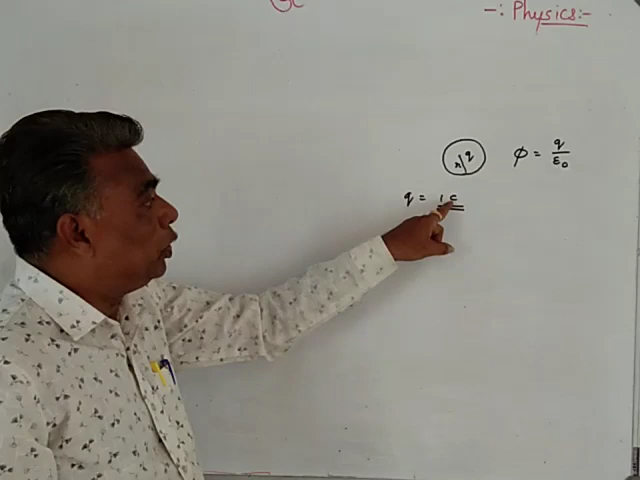 -: Physics:-
r q
φ = q/ε₀
q = 1 C